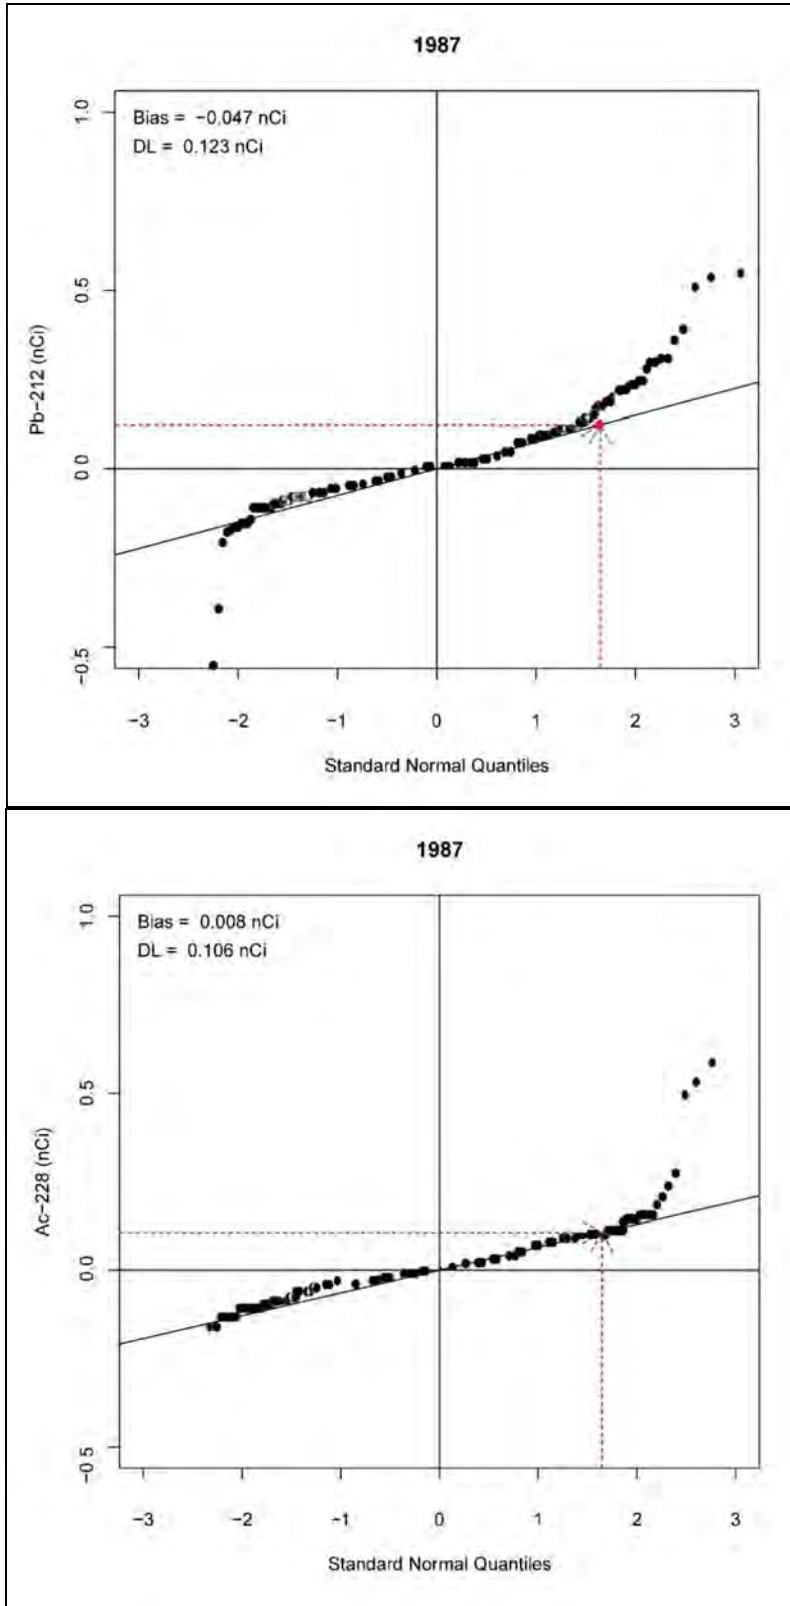 1987
Bias = −0.047 nCi
DL = 0.123 nCi
1.0
0.5
0.0
−0.5
Pb−212 (nCi)
−3 −2 −1 0 1 2 3
Standard Normal Quantiles
1987
Bias = 0.008 nCi
DL = 0.106 nCi
1.0
0.5
0.0
−0.5
Ac−228 (nCi)
−3 −2 −1 0 1 2 3
Standard Normal Quantiles